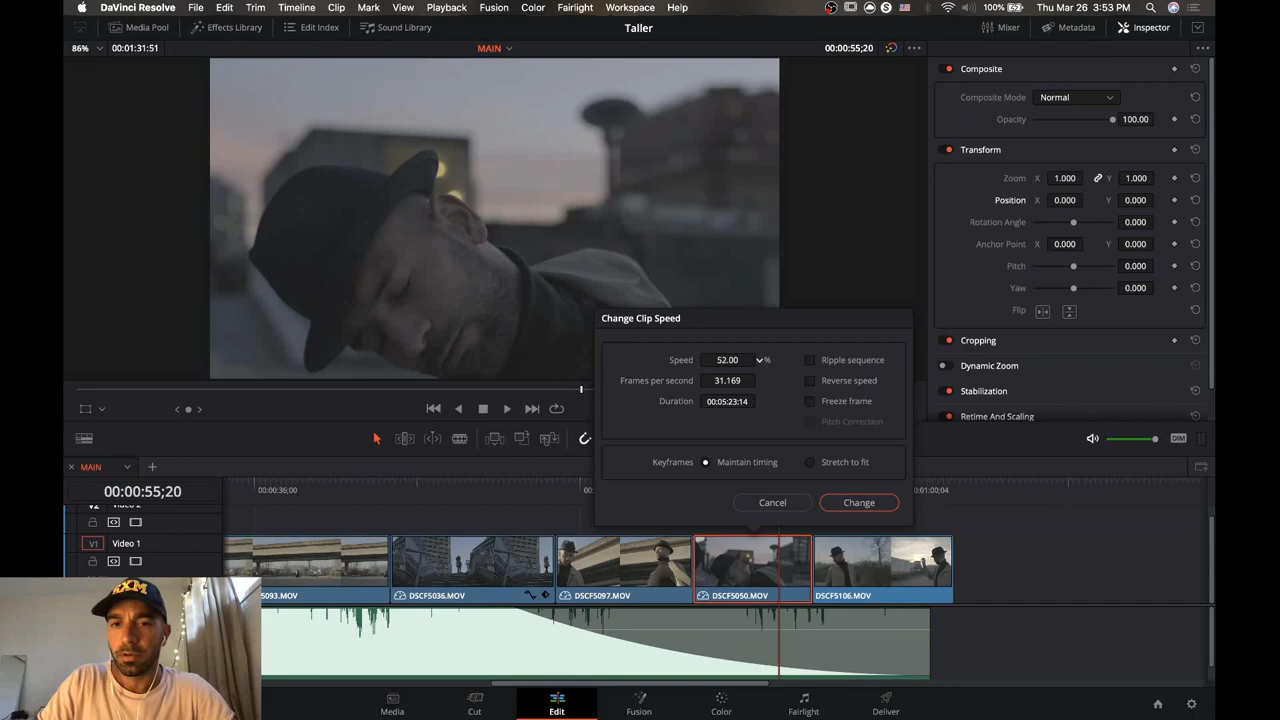 DaVinci Resolve File Edit Trim Timeline Clip Mark View Playback Fusion Color Fairlight Workspace Help 100% Thu Mar 26 3:53 PM
Media Pool Effects Library Edit Index Sound Library Taller Mixer Metadata Inspector
86% 00:01:31:51 MAIN 00:00:55;20
Composite
Composite Mode Normal
Opacity 100.00
Transform
Zoom X 1.000 Y 1.000
Position X 0.000 Y 0.000
Rotation Angle 0.000
Anchor Point X 0.000 Y 0.000
Pitch 0.000
Yaw 0.000
Flip
Cropping
Dynamic Zoom
Stabilization
Retime And Scaling
Change Clip Speed
Speed 52.00 % Ripple sequence
Frames per second 31.169 Reverse speed
Duration 00:05:23:14 Freeze frame
Pitch Correction
Keyframes Maintain timing Stretch to fit
Cancel Change
DIM
MAIN
00:00:55;20 00:00:36;00 00:01:00;04
Video 2
V1 Video 1
5093.MOV DSCF5036.MOV DSCF5097.MOV DSCF5050.MOV DSCF5106.MOV
Media Cut Edit Fusion Color Fairlight Deliver